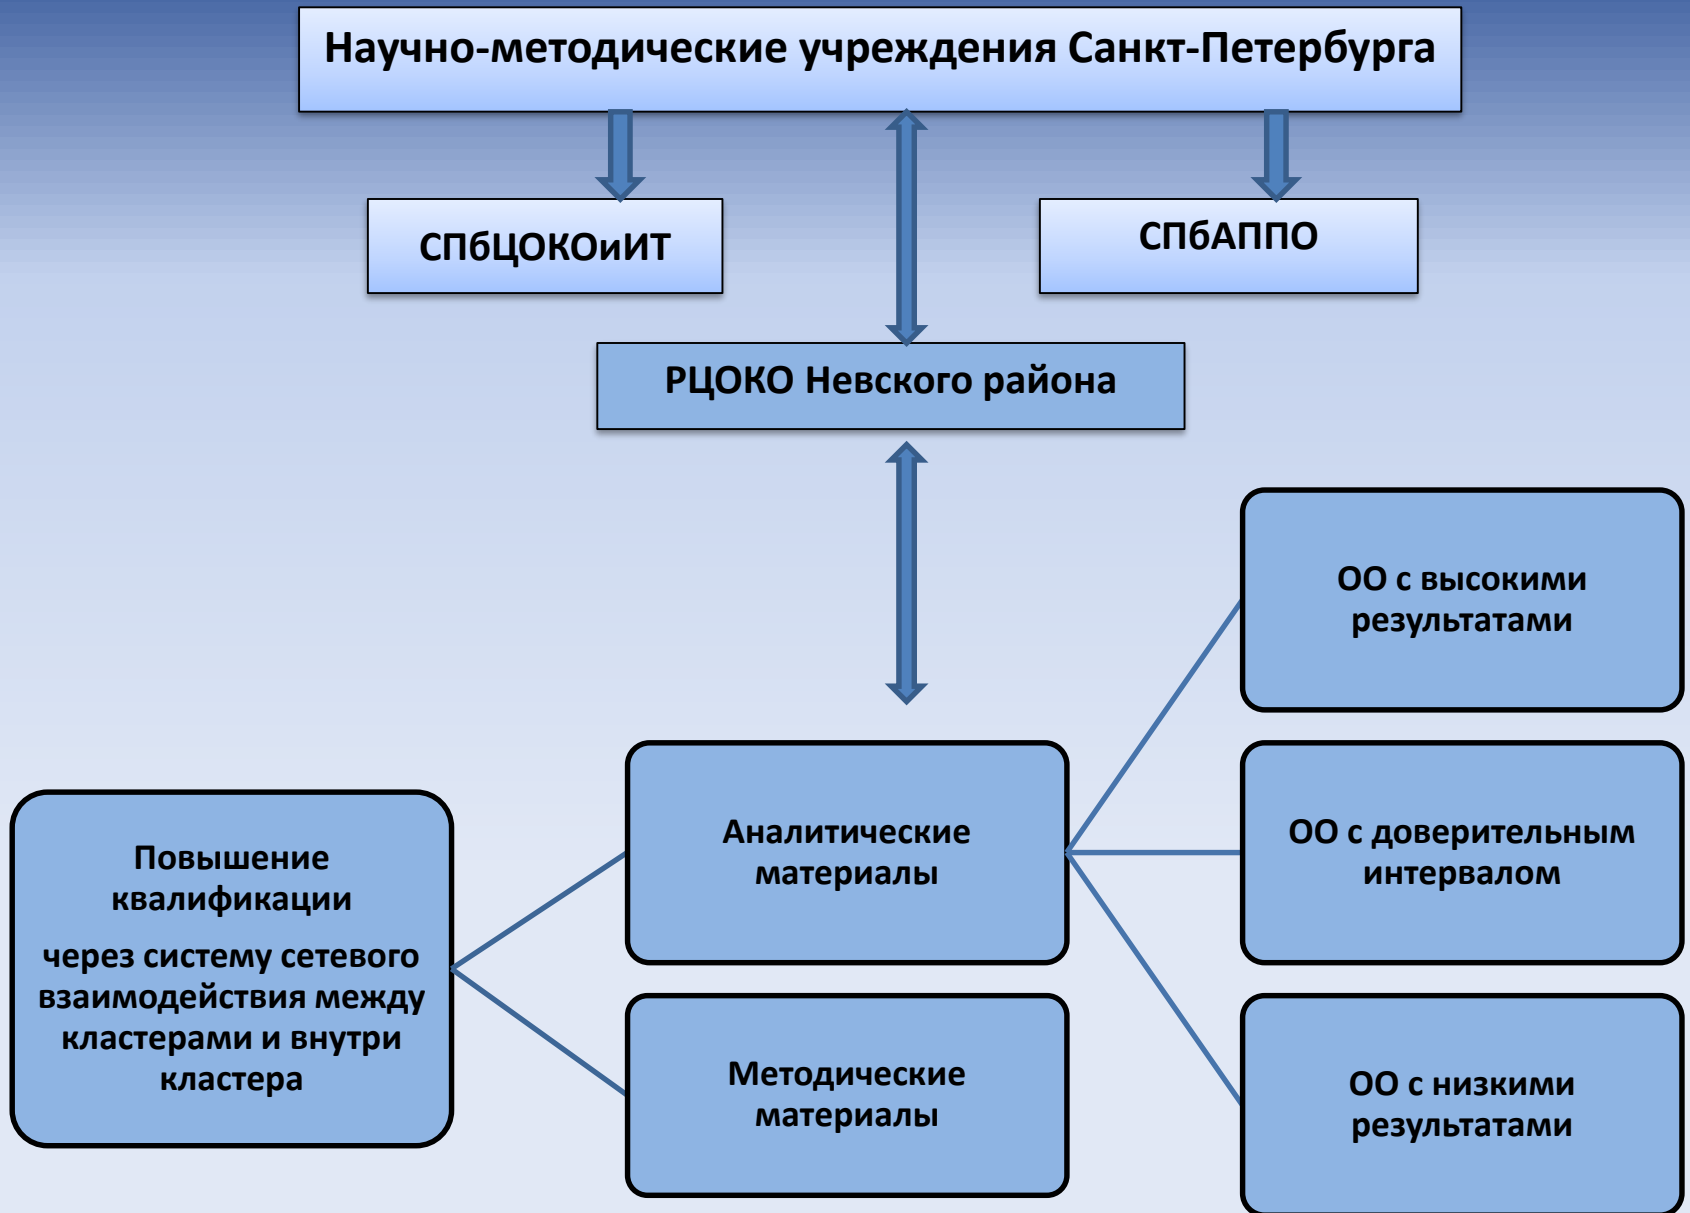 Научно-методические учреждения Санкт-Петербурга
СПбЦОКОиИТ
СПбАППО
РЦОКО Невского района
Повышение
квалификации
через систему сетевого
взаимодействия между
кластерами и внутри
кластера
Аналитические
материалы
Методические
материалы
ОО с высокими
результатами
ОО с доверительным
интервалом
ОО с низкими
результатами